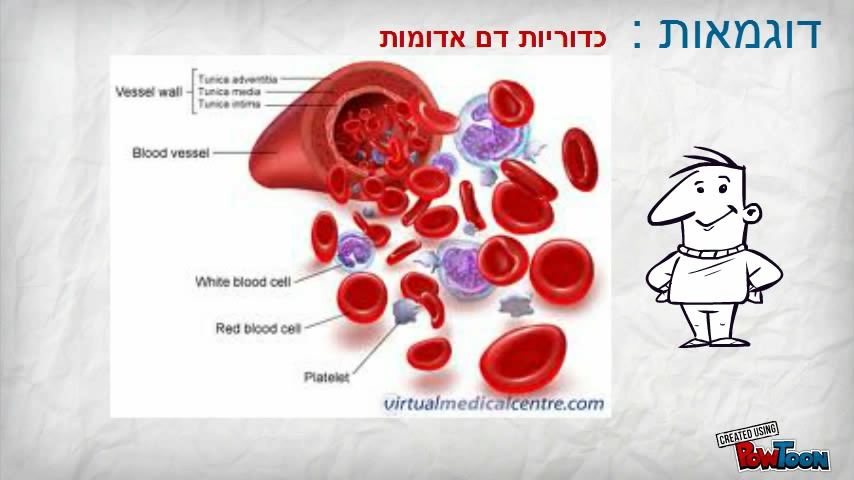 דוגמאות : כדוריות דם אדומות
Vessel wall
Tunica adventitia
Tunica media
Tunica intima
Blood vessel
White blood cell
Red blood cell
Platelet
virtualmedicalcentre.com
CREATED USING
POWTOON